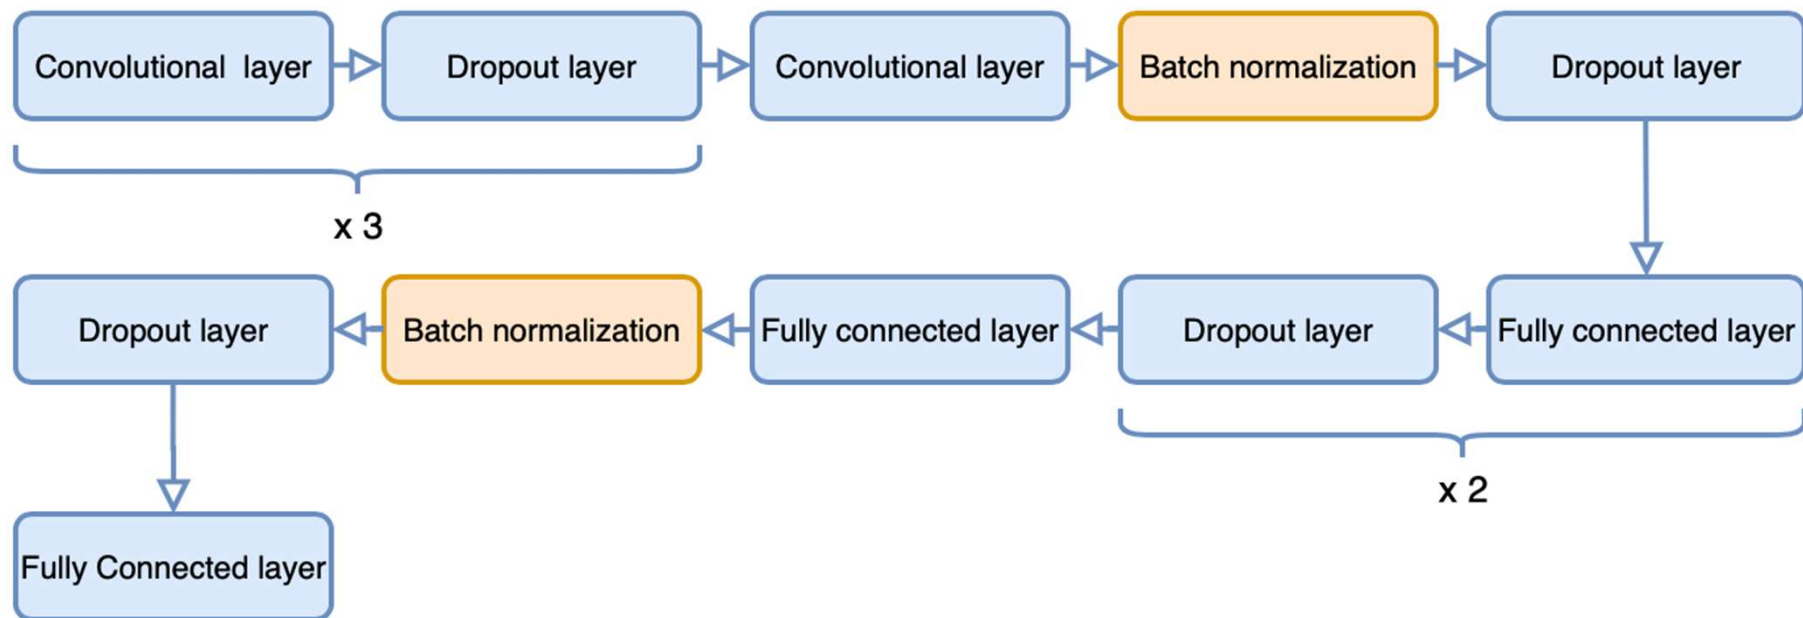 Convolutional  layer
Dropout layer
Convolutional layer
Batch normalization
Dropout layer
x 3
Dropout layer
Batch normalization
Fully connected layer
Dropout layer
Fully connected layer
x 2
Fully Connected layer